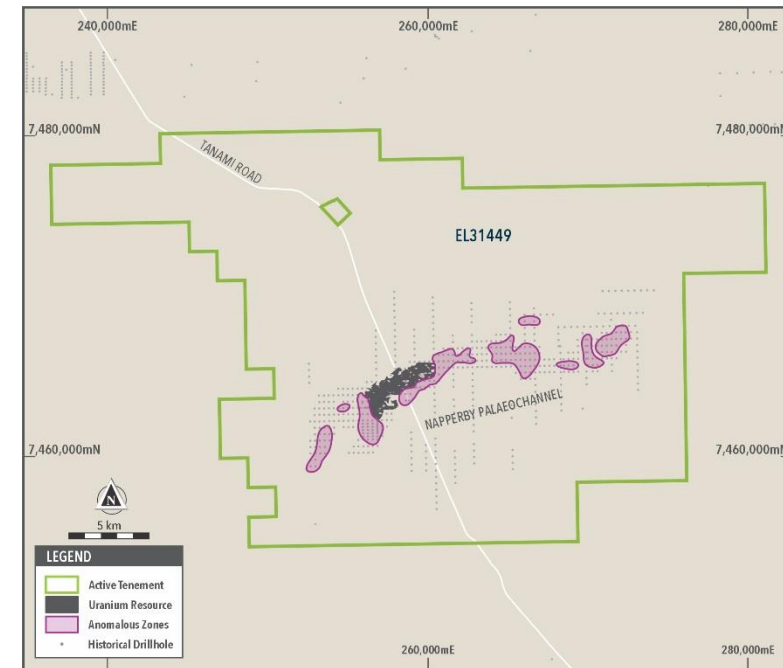 240,000mE
260,000mE
280,000mE
7,480,000mN
7,480,000mN
TANAMI ROAD
EL31449
NAPPERBY PALAEOCHANNEL
7,460,000mN
7,460,000mN
N
5 km
LEGEND
Active Tenement
Uranium Resource
Anomalous Zones
Historical Drillhole
260,000mE
280,000mE